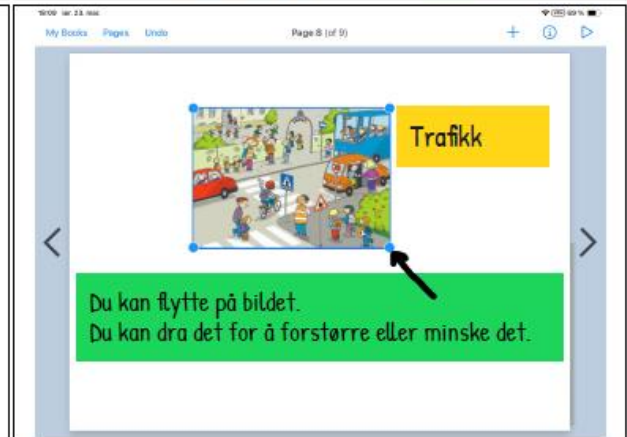 My Books Pages Undo Page 8 (of 9)
Trafikk
Du kan flytte på bildet.
Du kan dra det for å forstørre eller minske det.